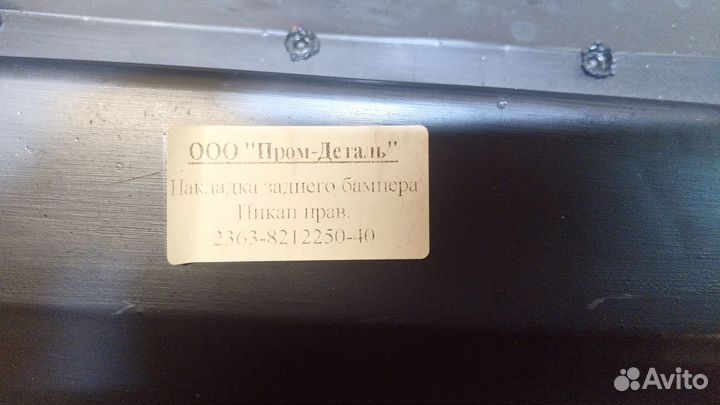 ООО "Пром-Деталь"
Накладка заднего бампера
Пикап прав.
2363-8212250-40
Avito